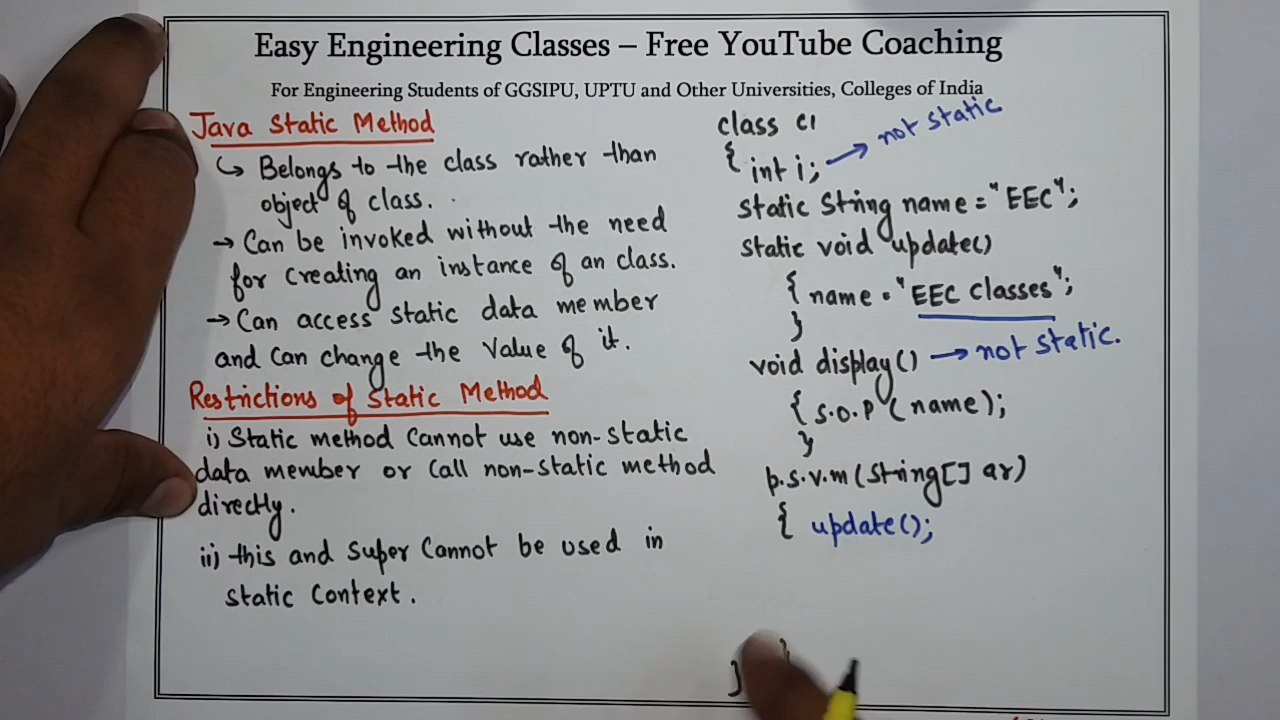 Easy Engineering Classes – Free YouTube Coaching
For Engineering Students of GGSIPU, UPTU and Other Universities, Colleges of India
Java Static Method
↳ Belongs to the class rather than
object of class.
→ Can be invoked without the need
for creating an instance of an class.
→ Can access static data member
and can change the value of it.
Restrictions of Static Method
i) Static method cannot use non-static
data member or call non-static method
directly.
ii) this and super cannot be used in
static context.
class C1
{ int i; → not static
static String name = "EEC";
static void update()
{ name = "EEC Classes";
}
void display() → not static.
{ S.O.P (name);
}
p.s.v.m (String[] ar)
{ update();
}
}